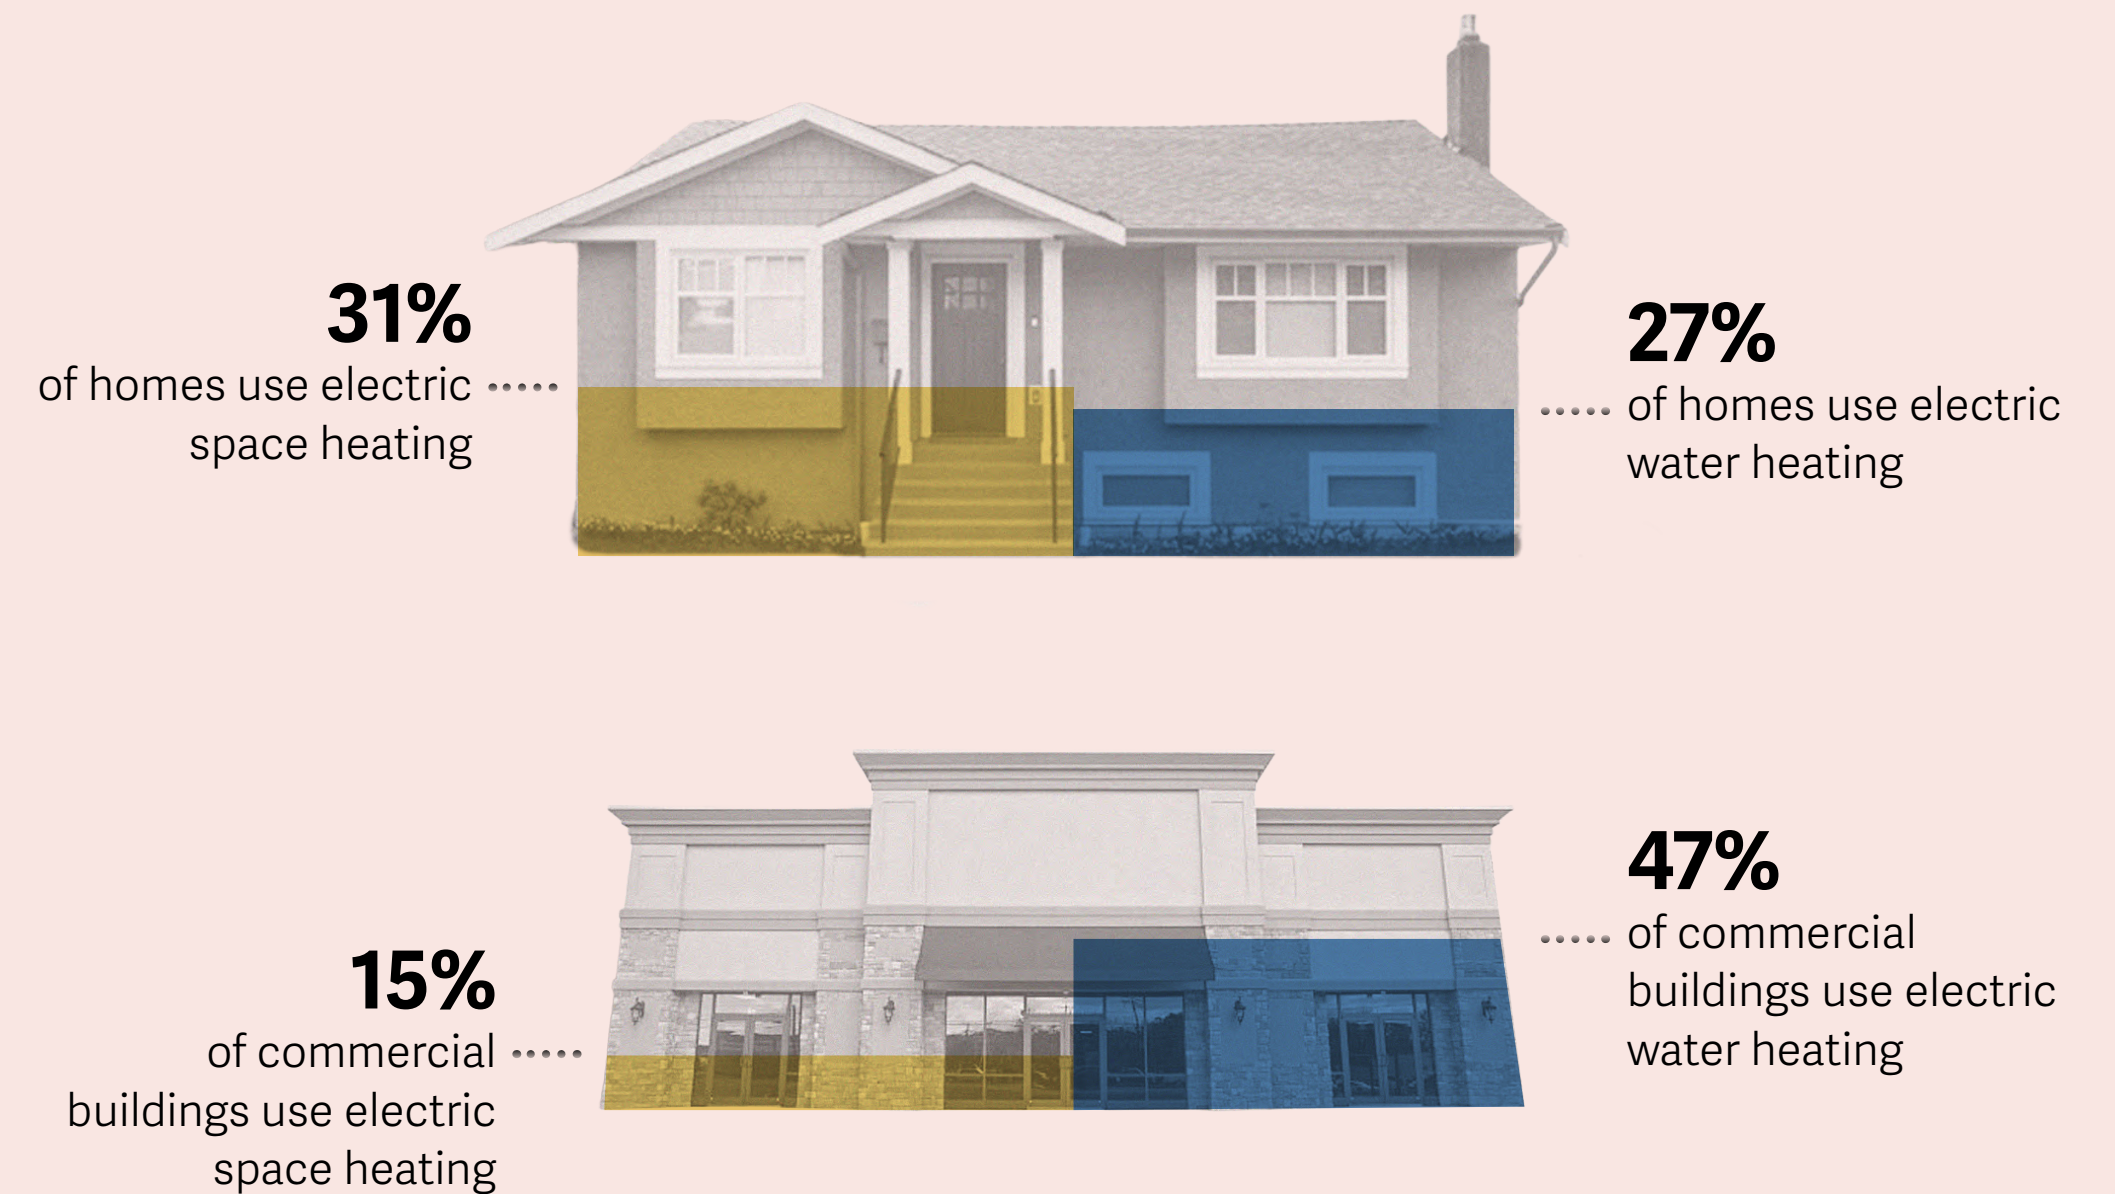 31%
of homes use electric
space heating
27%
of homes use electric
water heating
15%
of commercial
buildings use electric
space heating
47%
of commercial
buildings use electric
water heating